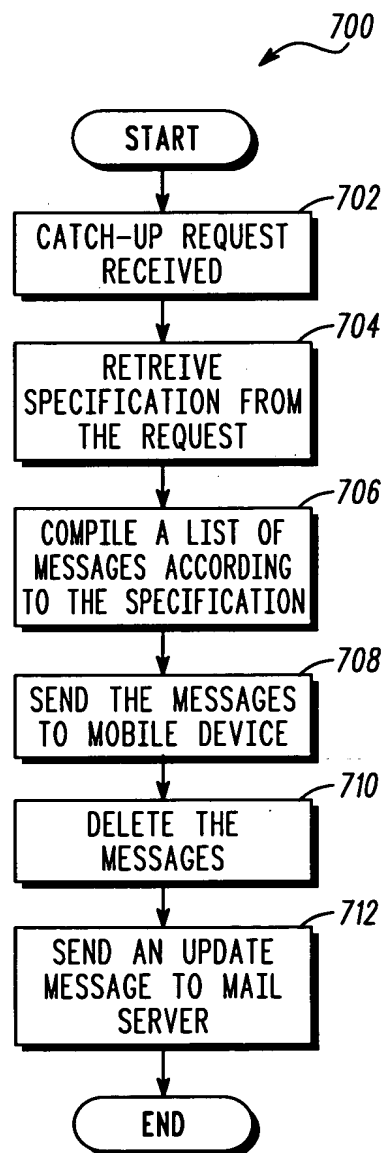 700
START
702
CATCH-UP REQUEST
RECEIVED
704
RETREIVE
SPECIFICATION FROM
THE REQUEST
706
COMPILE A LIST OF
MESSAGES ACCORDING
TO THE SPECIFICATION
708
SEND THE MESSAGES
TO MOBILE DEVICE
710
DELETE THE
MESSAGES
712
SEND AN UPDATE
MESSAGE TO MAIL
SERVER
END